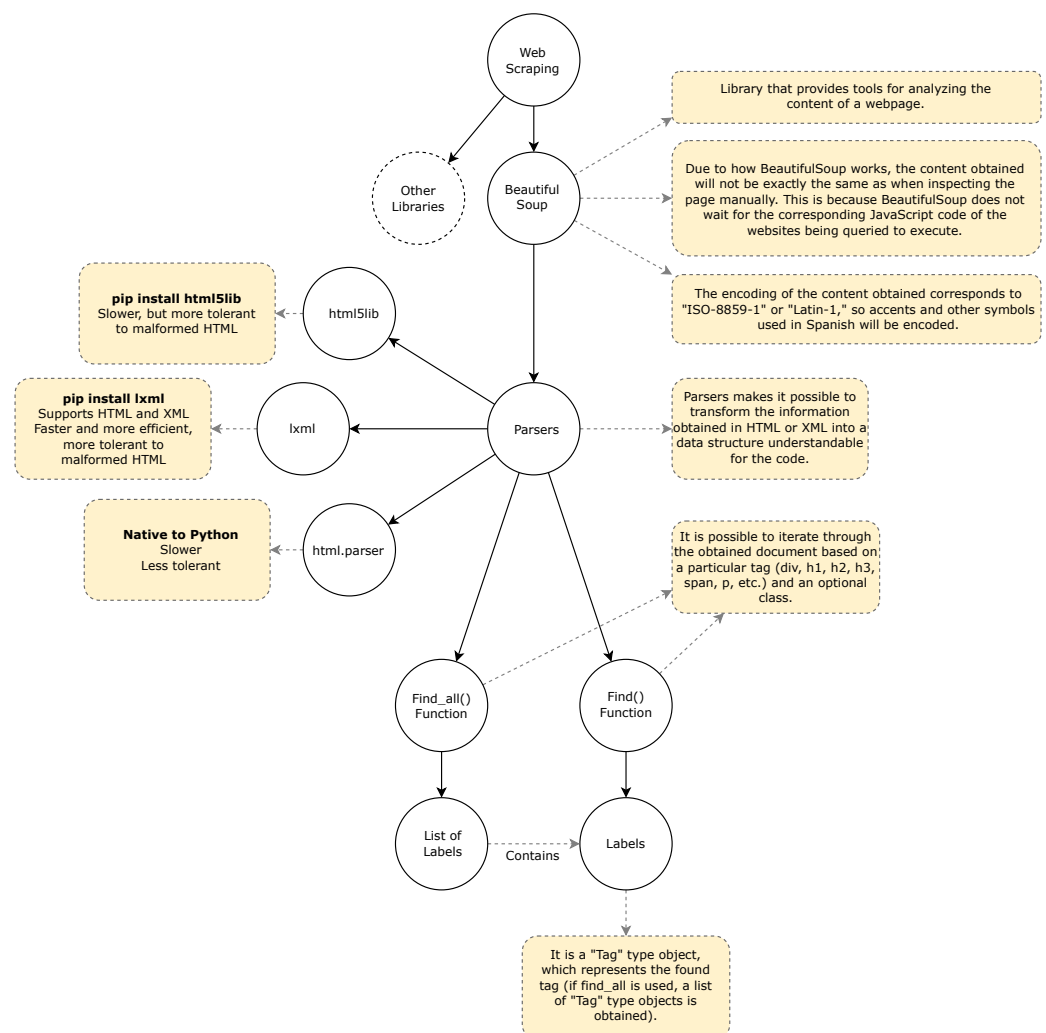 Web
Scraping
Library that provides tools for analyzing the
content of a webpage.
Other
Libraries
Beautiful
Soup
Due to how BeautifulSoup works, the content obtained
will not be exactly the same as when inspecting the
page manually. This is because BeautifulSoup does not
wait for the corresponding JavaScript code of the
websites being queried to execute.
The encoding of the content obtained corresponds to
"ISO-8859-1" or "Latin-1," so accents and other symbols
used in Spanish will be encoded.
pip install html5lib
Slower, but more tolerant
to malformed HTML
html5lib
pip install lxml
Supports HTML and XML
Faster and more efficient,
more tolerant to
malformed HTML
lxml
Parsers
Parsers makes it possible to
transform the information
obtained in HTML or XML into a
data structure understandable
for the code.
Native to Python
Slower
Less tolerant
html.parser
It is possible to iterate through
the obtained document based on
a particular tag (div, h1, h2, h3,
span, p, etc.) and an optional
class.
Find_all()
Function
Find()
Function
List of
Labels
Contains
Labels
It is a "Tag" type object,
which represents the found
tag (if find_all is used, a list
of "Tag" type objects is
obtained).